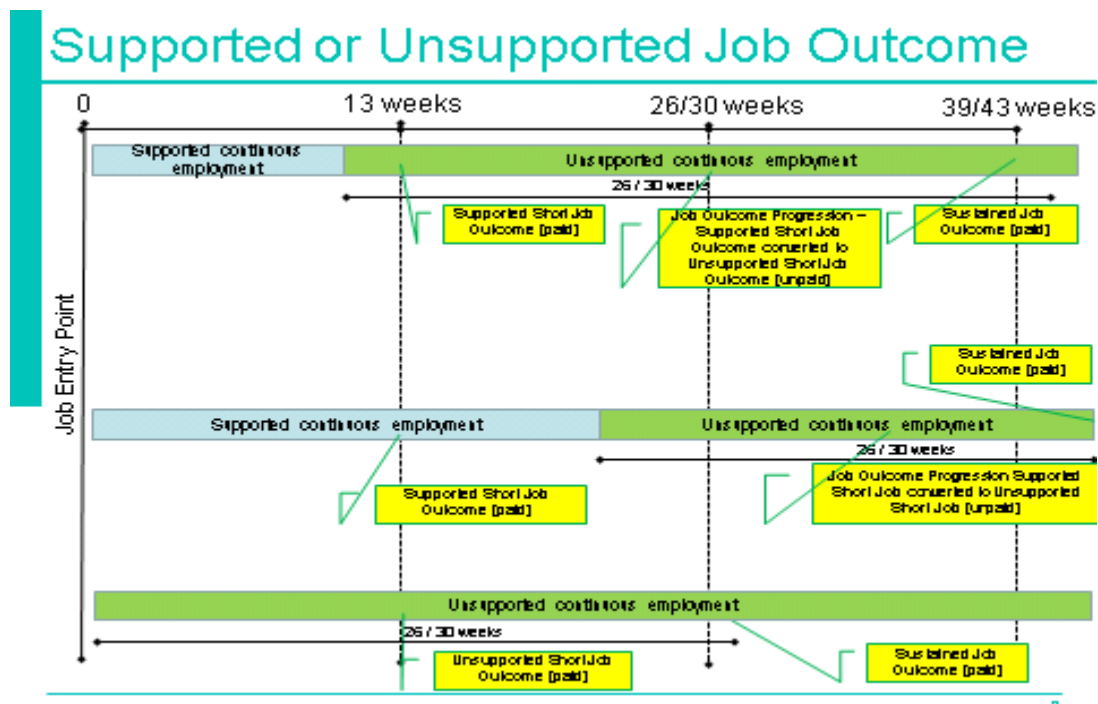 Supported or Unsupported Job Outcome
0
13 weeks
26/30 weeks
39/43 weeks
Job Entry Point
Supported continuous
employment
Unsupported continuous employment
26 / 30 weeks
Supported Short Job
Outcome [paid]
Job Outcome Progression –
Supported Short Job
Outcome converted to
Unsupported Short Job
Outcome [unpaid]
Sustained Job
Outcome [paid]
Sustained Job
Outcome [paid]
Supported continuous employment
Unsupported continuous employment
26 / 30 weeks
Supported Short Job
Outcome [paid]
Job Outcome Progression Supported
Short Job converted to Unsupported
Short Job [unpaid]
Unsupported continuous employment
26 / 30 weeks
Unsupported Short Job
Outcome [paid]
Sustained Job
Outcome [paid]